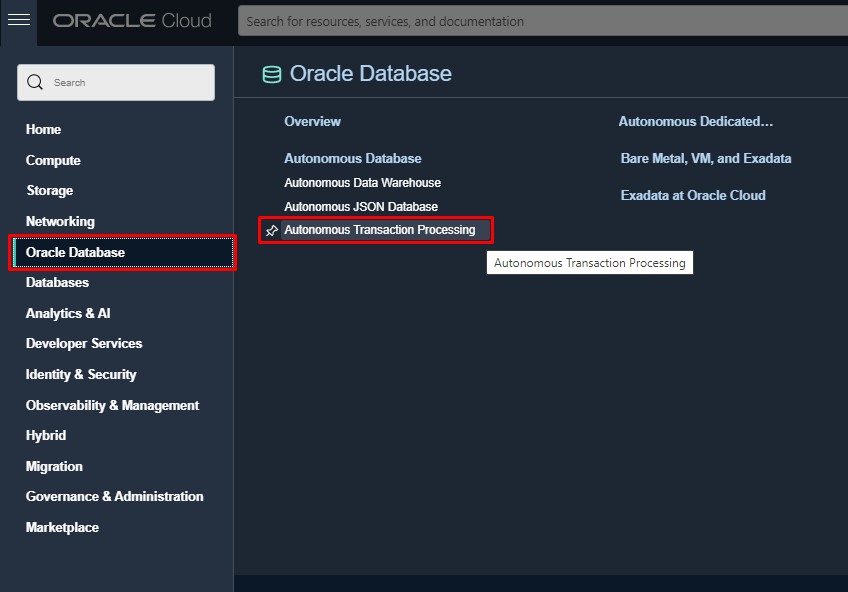 ORACLE Cloud
Search for resources, services, and documentation
Search
Home
Compute
Storage
Networking
Oracle Database
Databases
Analytics & AI
Developer Services
Identity & Security
Observability & Management
Hybrid
Migration
Governance & Administration
Marketplace
Oracle Database
Overview
Autonomous Database
Autonomous Data Warehouse
Autonomous JSON Database
Autonomous Transaction Processing
Autonomous Transaction Processing
Autonomous Dedicated...
Bare Metal, VM, and Exadata
Exadata at Oracle Cloud